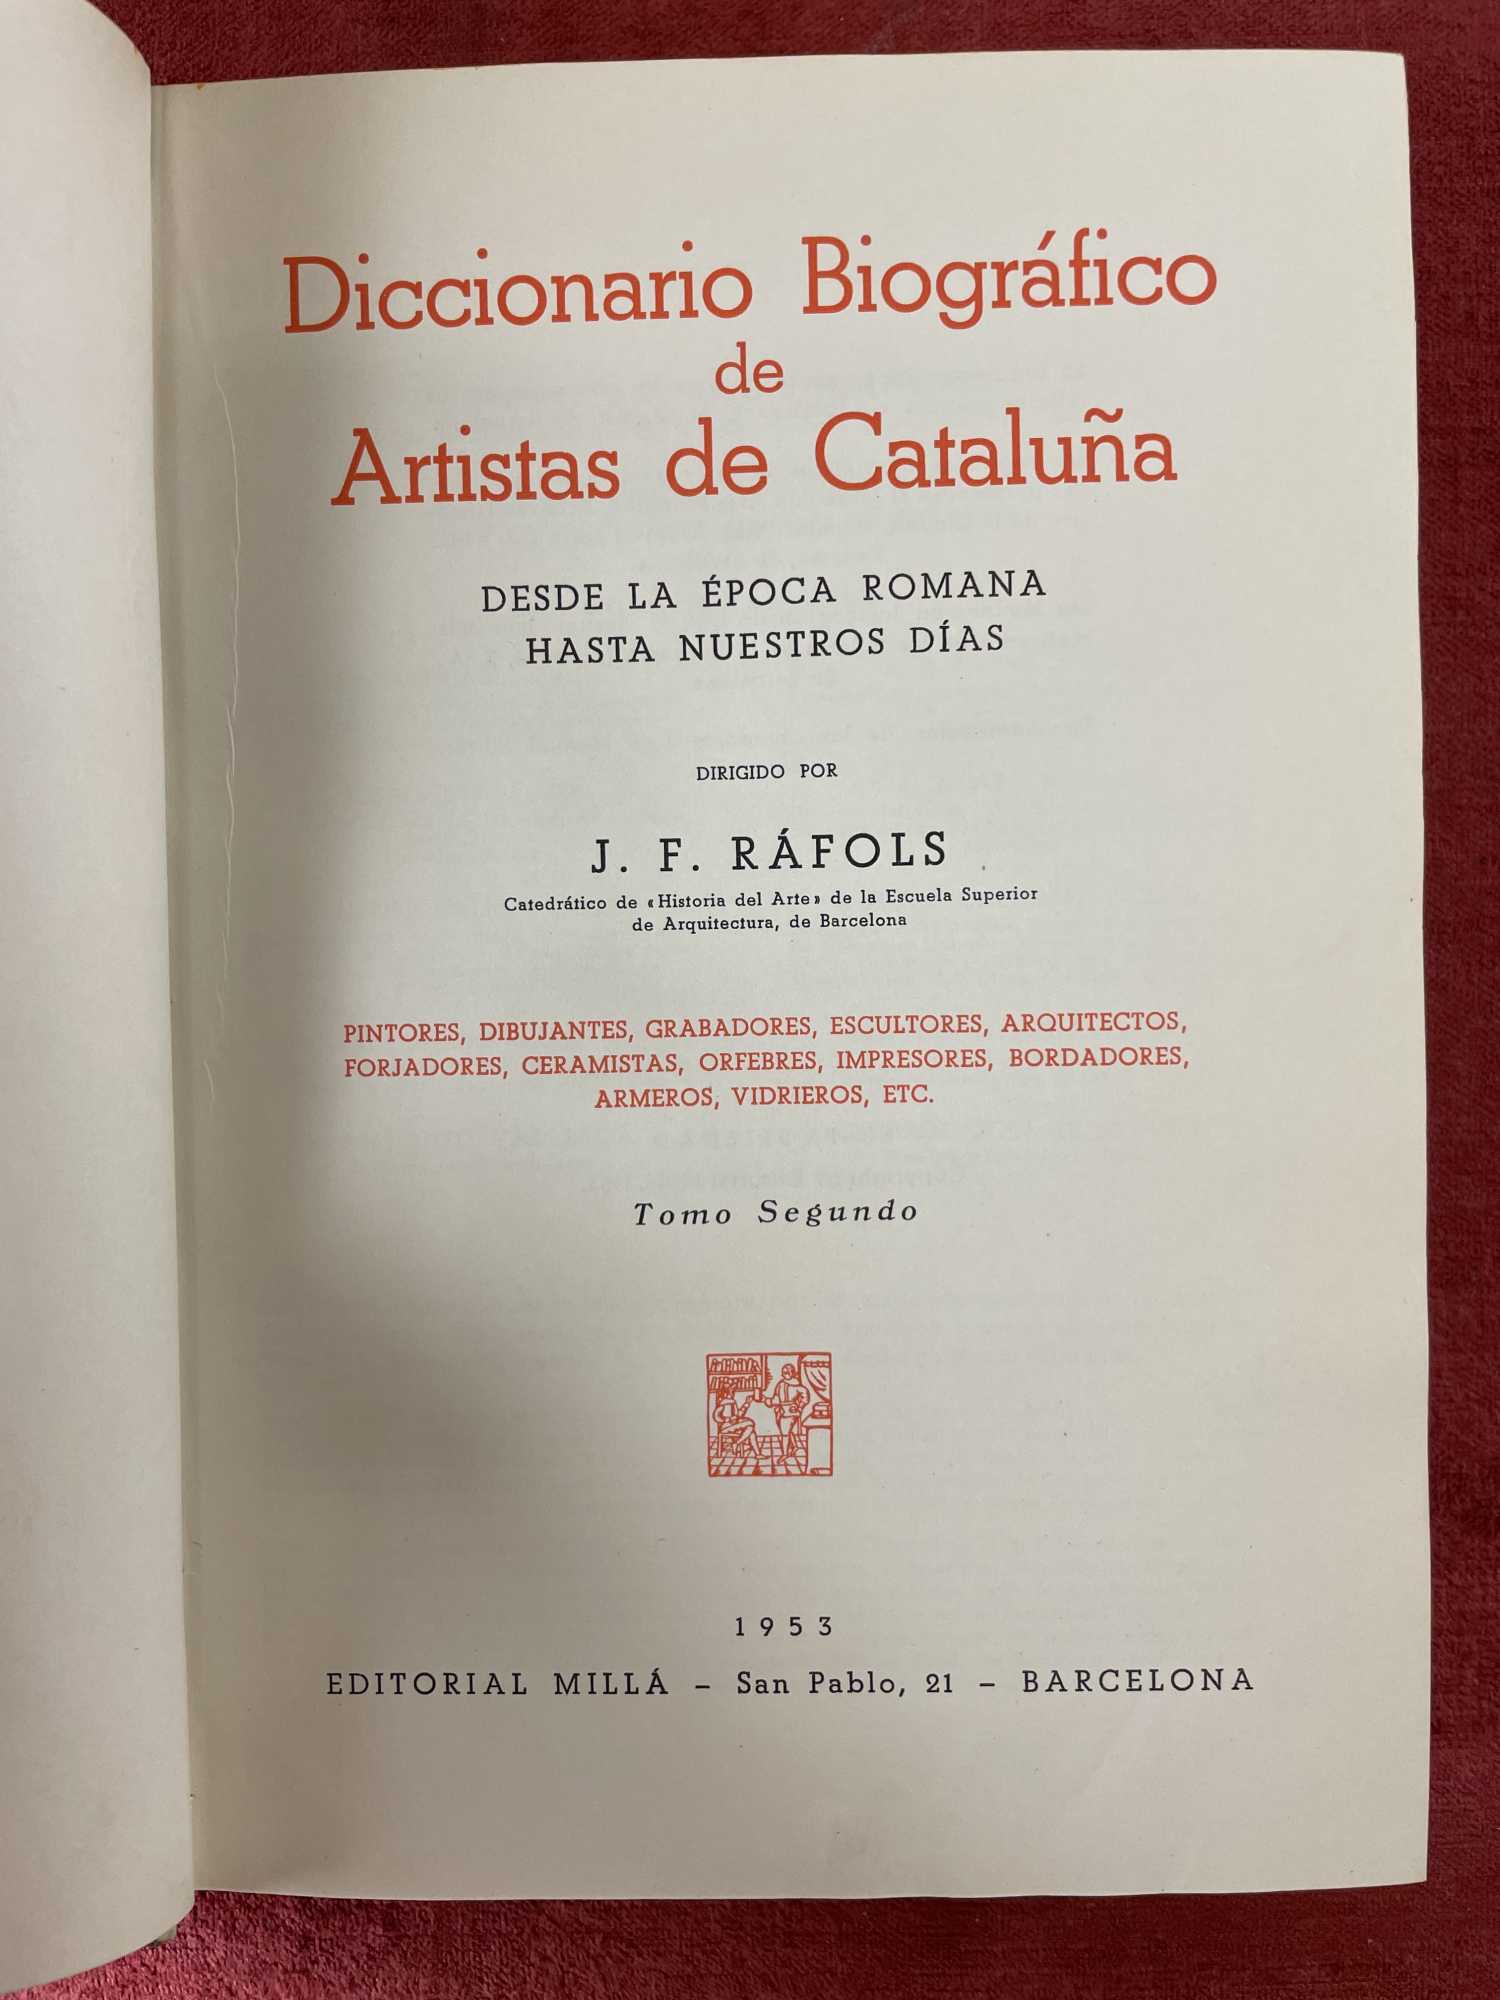 Diccionario Biográfico
de
Artistas de Cataluña
DESDE LA ÉPOCA ROMANA
HASTA NUESTROS DÍAS
DIRIGIDO POR
J. F. RÁFOLS
Catedrático de «Historia del Arte» de la Escuela Superior
de Arquitectura, de Barcelona
PINTORES, DIBUJANTES, GRABADORES, ESCULTORES, ARQUITECTOS,
FORJADORES, CERAMISTAS, ORFEBRES, IMPRESORES, BORDADORES,
ARMEROS, VIDRIEROS, ETC.
Tomo Segundo
1953
EDITORIAL MILLÁ – San Pablo, 21 – BARCELONA